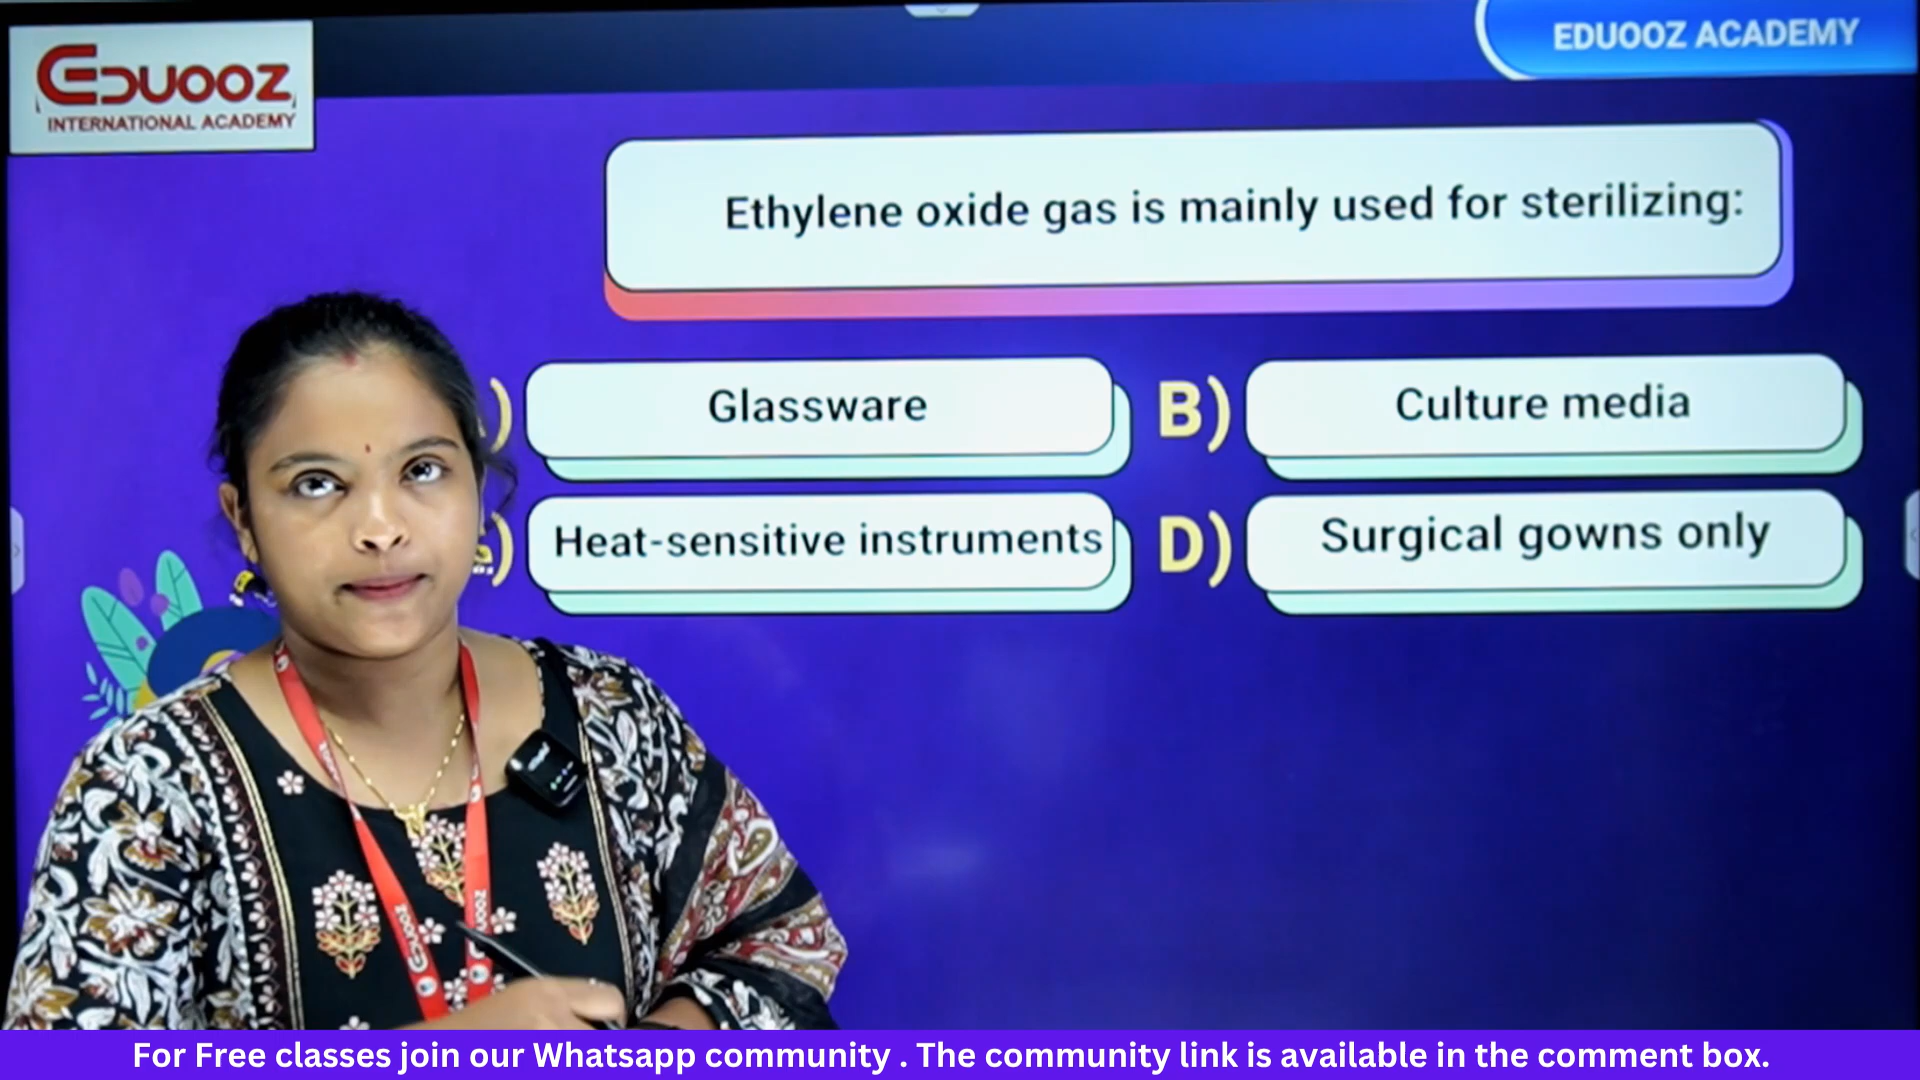 EDUOOZ
INTERNATIONAL ACADEMY
EDUOOZ ACADEMY
Ethylene oxide gas is mainly used for sterilizing:
)
Glassware
B)
Culture media
)
Heat-sensitive instruments
D)
Surgical gowns only
EDUOOZ
For Free classes join our Whatsapp community . The community link is available in the comment box.